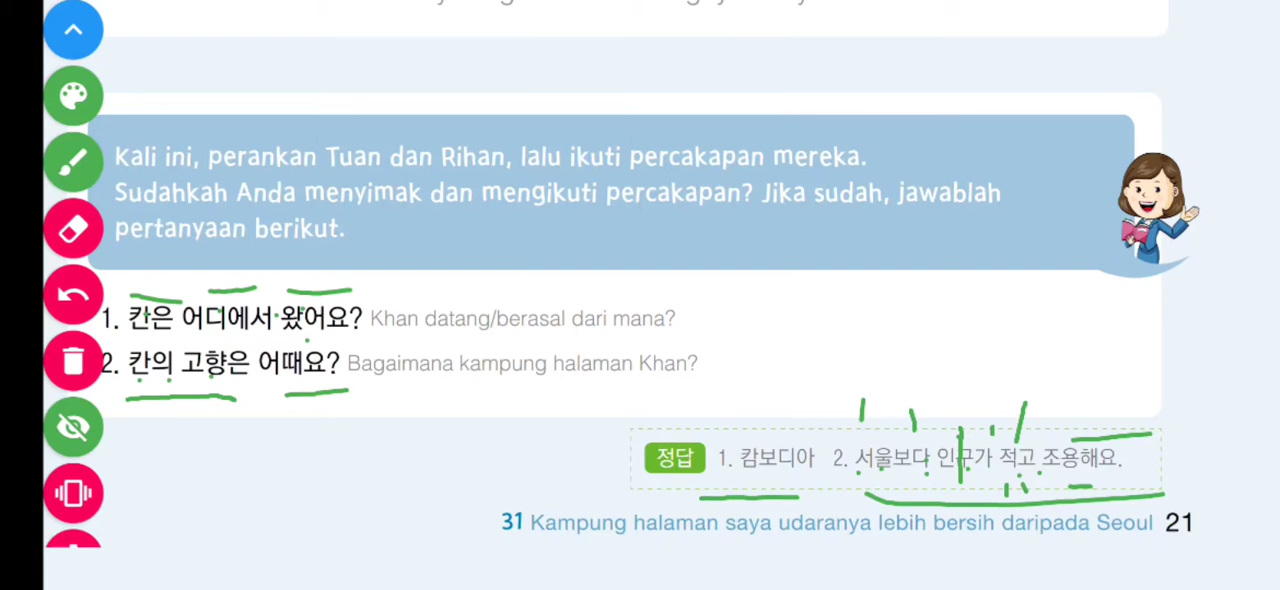 Kali ini, perankan Tuan dan Rihan, lalu ikuti percakapan mereka.
Sudahkah Anda menyimak dan mengikuti percakapan? Jika sudah, jawablah
pertanyaan berikut.
1. 칸은 어디에서 왔어요? Khan datang/berasal dari mana?
2. 칸의 고향은 어때요? Bagaimana kampung halaman Khan?
정답 1. 캄보디아 2. 서울보다 인구가 적고 조용해요.
31 Kampung halaman saya udaranya lebih bersih daripada Seoul 21